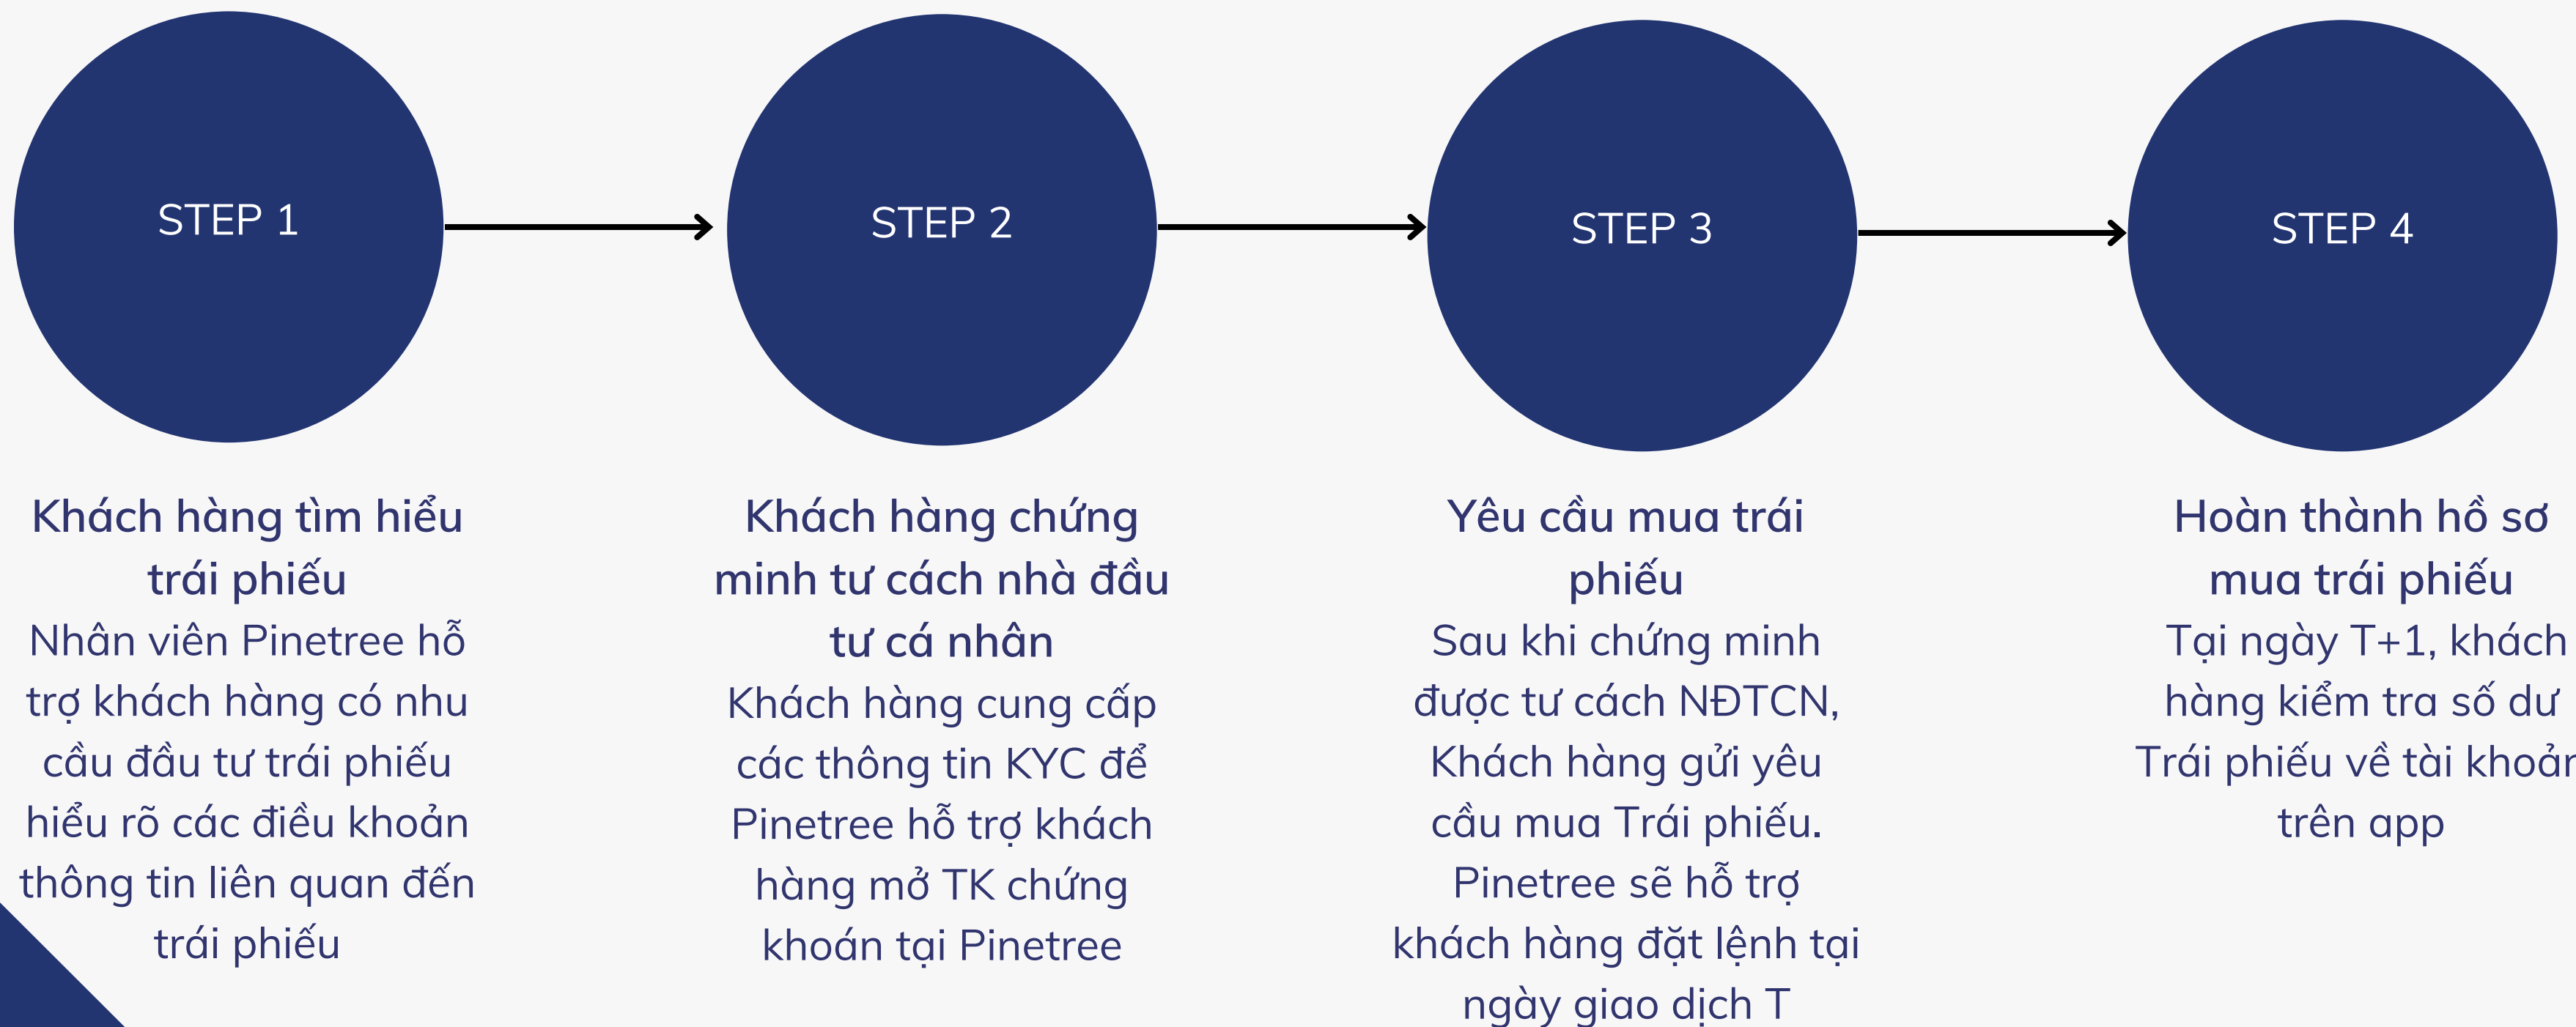 STEP 1
STEP 2
STEP 3
STEP 4
Khách hàng tìm hiểu
trái phiếu
Nhân viên Pinetree hỗ
trợ khách hàng có nhu
cầu đầu tư trái phiếu
hiểu rõ các điều khoản
thông tin liên quan đến
trái phiếu
Khách hàng chứng
minh tư cách nhà đầu
tư cá nhân
Khách hàng cung cấp
các thông tin KYC để
Pinetree hỗ trợ khách
hàng mở TK chứng
khoán tại Pinetree
Yêu cầu mua trái
phiếu
Sau khi chứng minh
được tư cách NĐTCN,
Khách hàng gửi yêu
cầu mua Trái phiếu.
Pinetree sẽ hỗ trợ
khách hàng đặt lệnh tại
ngày giao dịch T
Hoàn thành hồ sơ
mua trái phiếu
Tại ngày T+1, khách
hàng kiểm tra số dư
Trái phiếu về tài khoản
trên app